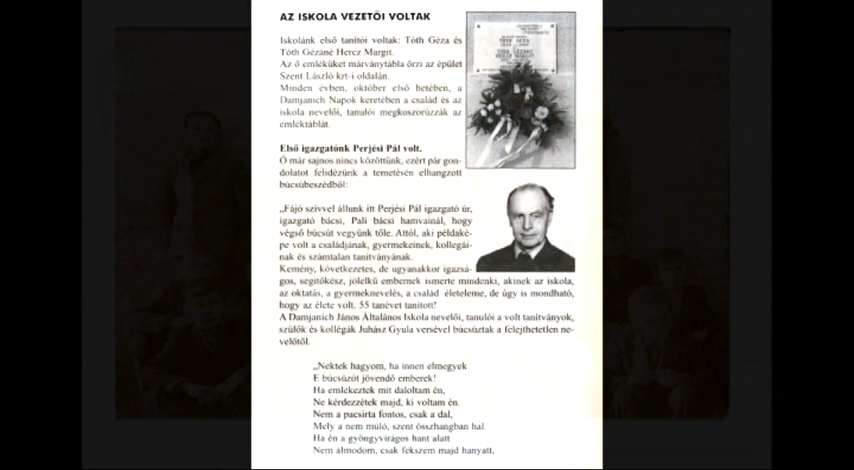 AZ ISKOLA VEZETŐI VOLTAK
Iskolánk első tanítói voltak: Tóth Géza és
Tóth Gézáné Hercz Margit.
Az ő emléküket márványtábla őrzi az épület
Szent László krt-i oldalán.
Minden évben, október első hetében, a
Damjanich Napok keretében a család és az
iskola nevelői, tanulói megkoszorúzzák az
emléktáblát.
TÓTH GÉZA
TÓTH GÉZÁNÉ
HERCZ MARGIT
Első igazgatónk Perjési Pál volt.
Ő már sajnos nincs közöttünk, ezért pár gon-
dolatot felidézünk a temetésén elhangzott
búcsúbeszédből:
„Fájó szívvel állunk itt Perjési Pál igazgató úr,
igazgató bácsi, Pali bácsi hamvainál, hogy
végső búcsút vegyünk tőle. Attól, aki példaké-
pe volt a családjának, gyermekeinek, kollegái-
nak és számtalan tanítványának.
Kemény, következetes, de ugyanakkor igazsá-
gos, segítőkész, jólelkű embernek ismerte mindenki, akinek az iskola,
az oktatás, a gyermeknevelés, a család életeleme, de úgy is mondható,
hogy az élete volt. 55 tanévet tanított!
A Damjanich János Általános Iskola nevelői, tanulói a volt tanítványok,
szülők és kollégák Juhász Gyula versével búcsúztak a felejthetetlen ne-
velőtől.
„Nektek hagyom, ha innen elmegyek
E búcsúzót jövendő emberek!
Ha emlékeztek mit daloltam én,
Ne kérdezzétek majd, ki voltam én.
Nem a pacsirta fontos, csak a dal,
Mely a nem múló, szent összhangban hal.
Ha én a gyöngyvirágos hant alatt
Nem álmodom, csak fekszem majd hanyatt,